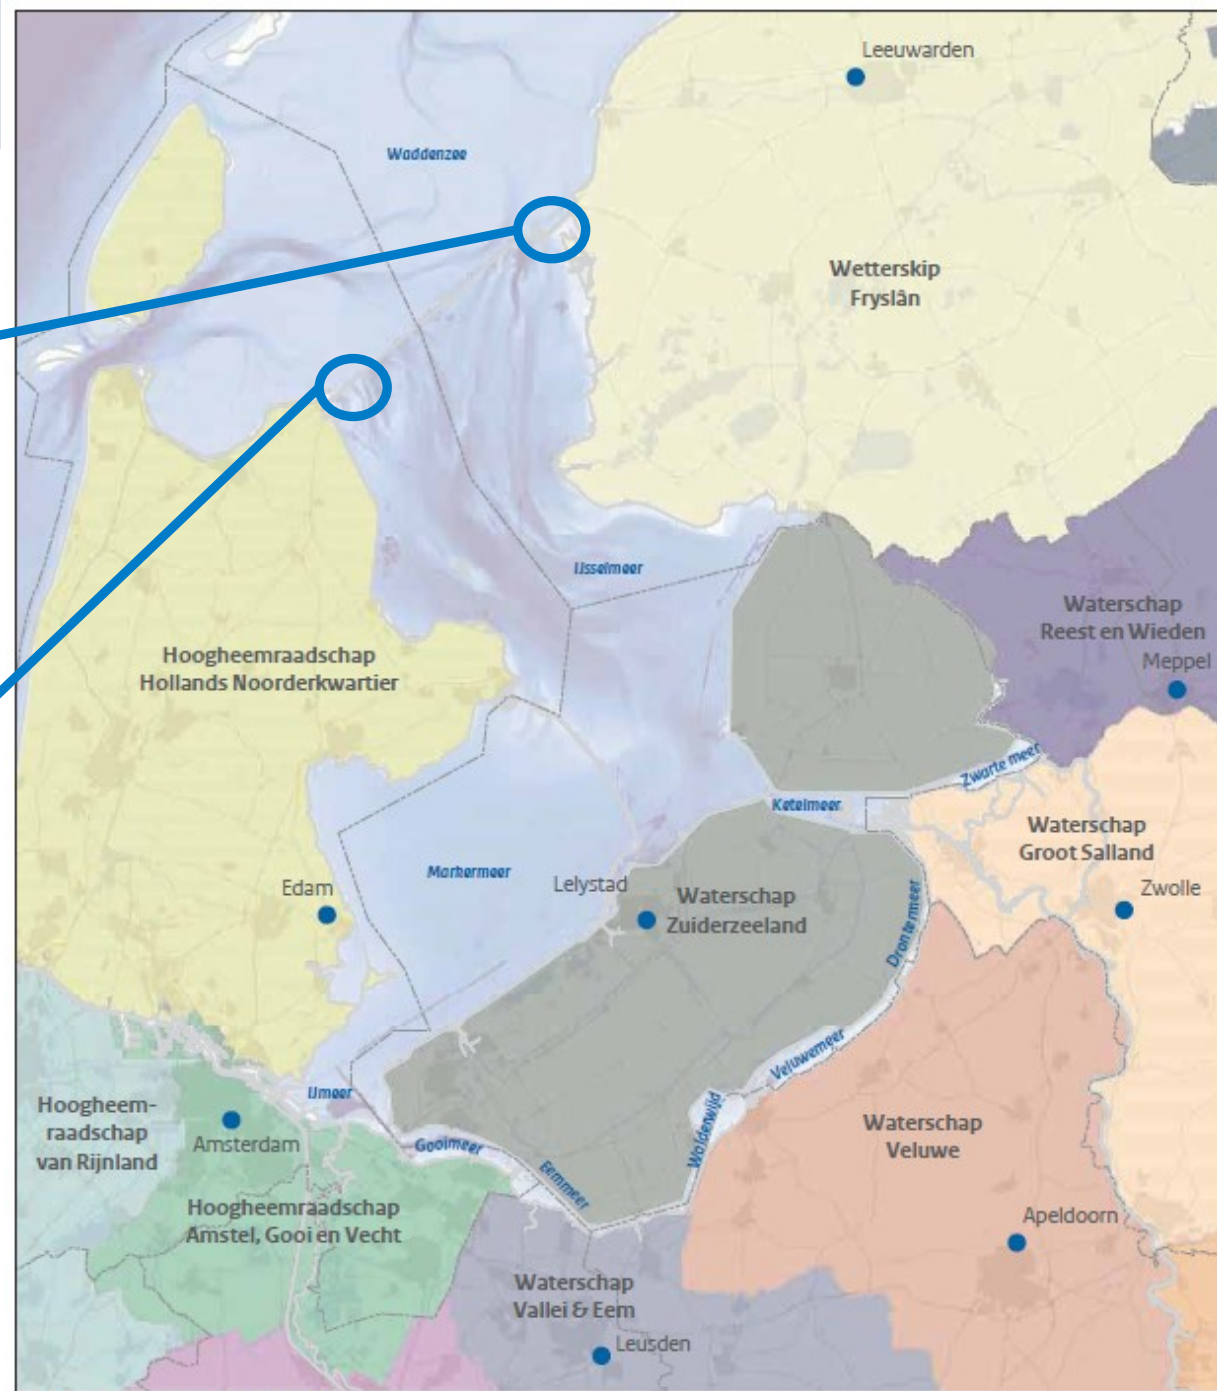 Leeuwarden
Waddenzee
Wetterskip
Fryslân
IJsselmeer
Waterschap
Reest en Wieden
Meppel
Hoogheemraadschap
Hollands Noorderkwartier
Zwarte meer
Ketelmeer
Waterschap
Groot Salland
Markermeer
Edam
Lelystad
Waterschap
Zuiderzeeland
Zwolle
Drontermeer
Veluwemeer
IJmeer
Hoogheem-
raadschap
van Rijnland
Amsterdam
Gooimeer
Eemmeer
Wolderwijd
Waterschap
Veluwe
Hoogheemraadschap
Amstel, Gooi en Vecht
Apeldoorn
Waterschap
Vallei & Eem
Leusden